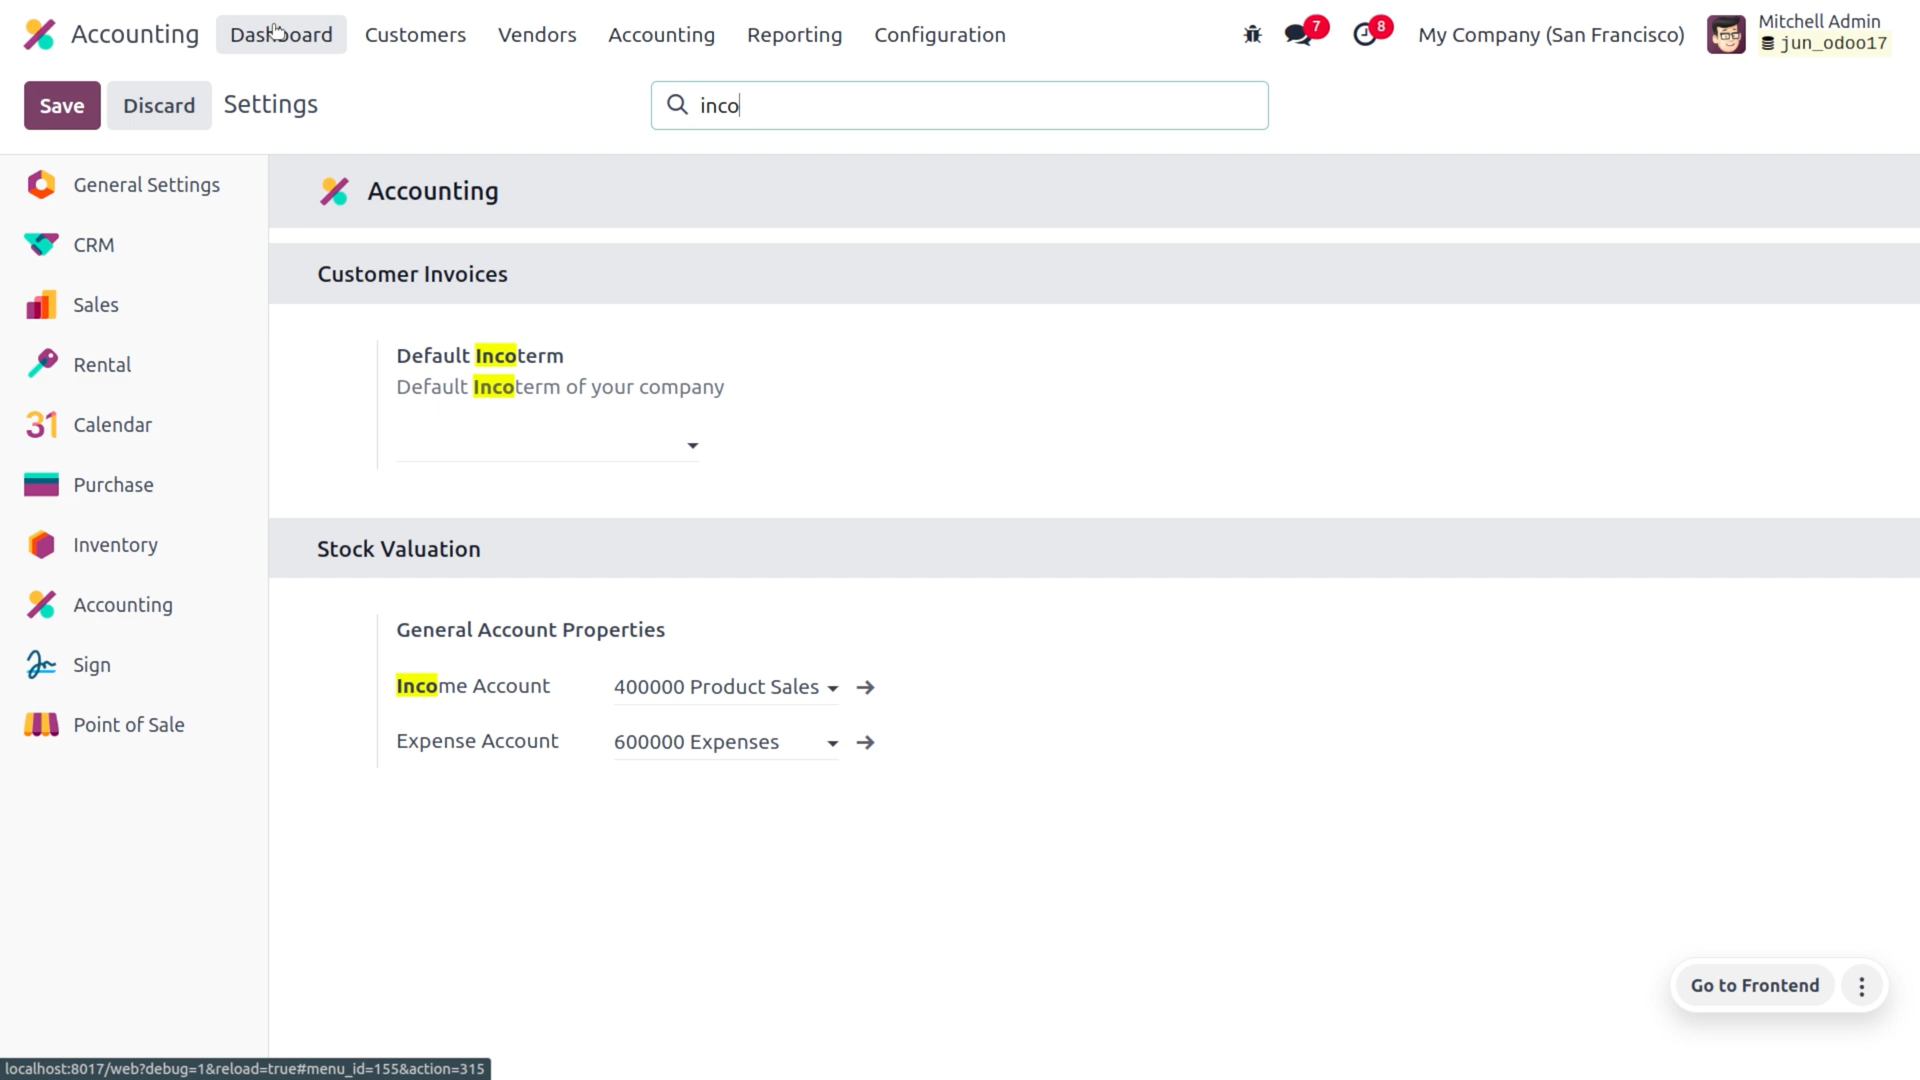 Accounting Dashboard Customers Vendors Accounting Reporting Configuration 7 8 My Company (San Francisco) Mitchell Admin
jun_odoo17
Save Discard Settings inco
General Settings
CRM
Sales
Rental
Calendar
Purchase
Inventory
Accounting
Sign
Point of Sale
Accounting
Customer Invoices
Default Incoterm
Default Incoterm of your company
Stock Valuation
General Account Properties
Income Account 400000 Product Sales
Expense Account 600000 Expenses
Go to Frontend
localhost:8017/web?debug=1&reload=true#menu_id=155&action=315